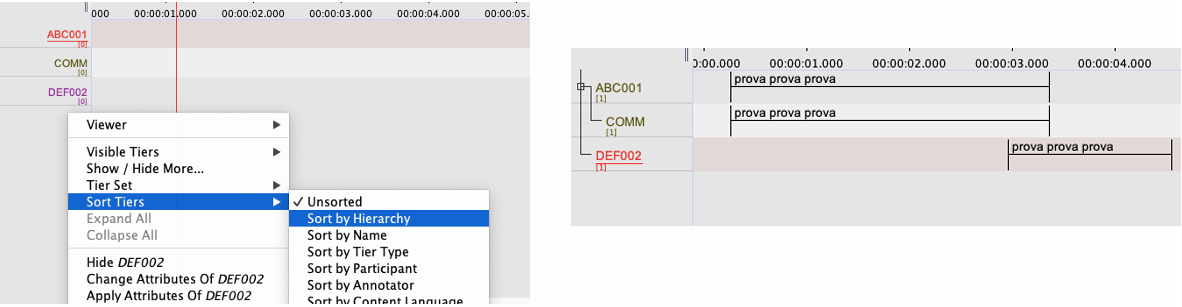 000 00:00:01.000 00:00:02.000 00:00:03.000 00:00:04.000 00:00:05.
ABC001
[0]
COMM
[0]
DEF002
[0]
Viewer
Visible Tiers
Show / Hide More...
Tier Set
Sort Tiers
Expand All
Collapse All
Hide DEF002
Change Attributes Of DEF002
Apply Attributes Of DEF002
✓ Unsorted
Sort by Hierarchy
Sort by Name
Sort by Tier Type
Sort by Participant
Sort by Annotator
Sort by Content Language
0:00.000 00:00:01.000 00:00:02.000 00:00:03.000 00:00:04.000
ABC001
[1]
prova prova prova
COMM
[1]
prova prova prova
DEF002
[1]
prova prova prova